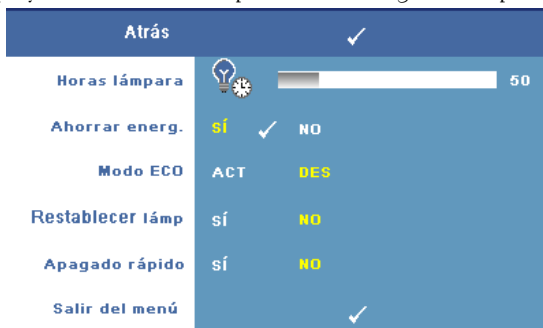 Atrás
Horas lámpara 50
Ahorrar energ. SÍ NO
Modo ECO ACT DES
Restablecer lámp SÍ NO
Apagado rápido SÍ NO
Salir del menú